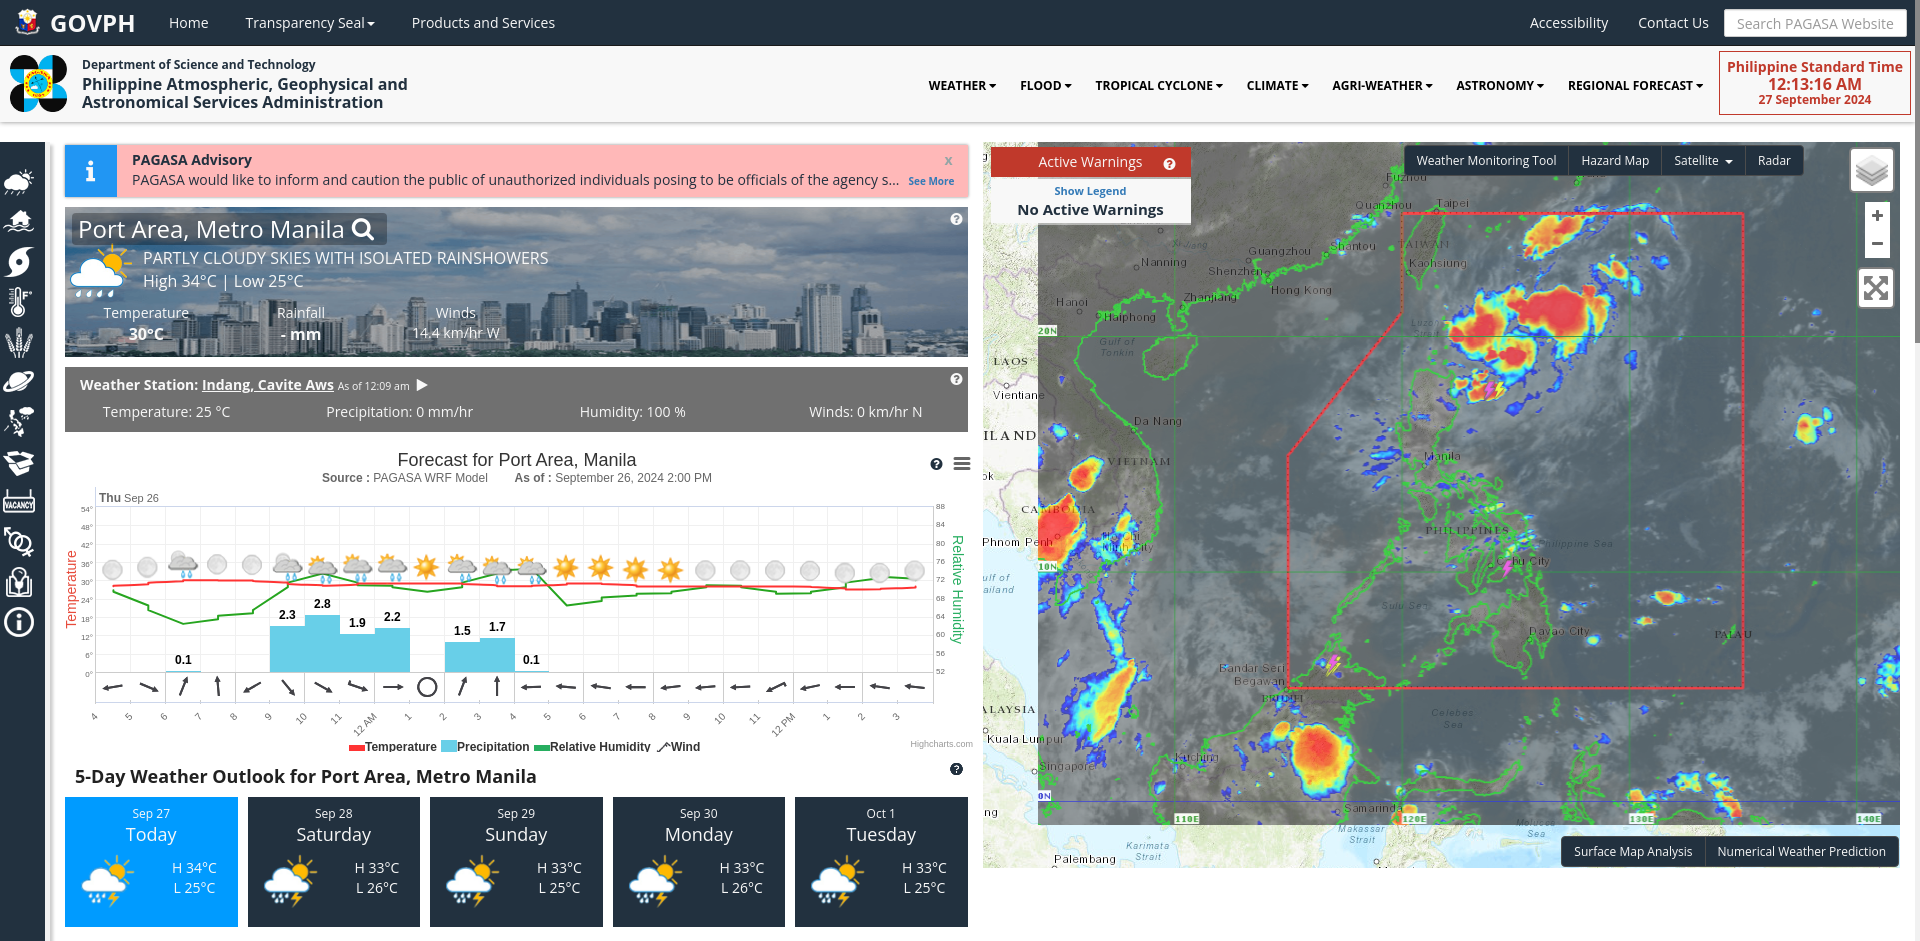 GOVPH
Home
Transparency Seal
Products and Services
Accessibility
Contact Us
Search PAGASA Website
Department of Science and Technology
Philippine Atmospheric, Geophysical and
Astronomical Services Administration
WEATHER
FLOOD
TROPICAL CYCLONE
CLIMATE
AGRI-WEATHER
ASTRONOMY
REGIONAL FORECAST
Philippine Standard Time
12:13:16 AM
27 September 2024
VACANCY
PAGASA Advisory
x
PAGASA would like to inform and caution the public of unauthorized individuals posing to be officials of the agency s... See More
Port Area, Metro Manila
PARTLY CLOUDY SKIES WITH ISOLATED RAINSHOWERS
High 34°C | Low 25°C
Temperature Rainfall Winds
30°C - mm 14.4 km/hr W
Weather Station: Indang, Cavite Aws As of 12:09 am
Temperature: 25 °C Precipitation: 0 mm/hr Humidity: 100 % Winds: 0 km/hr N
Forecast for Port Area, Manila
Source : PAGASA WRF Model As of : September 26, 2024 2:00 PM
Thu Sep 26
54° 88
48° 84
42° 80
36° 76
30° 72
24° 68
18° 64
12° 60
6° 56
0° 52
Temperature
Relative Humidity
0.1 2.3 2.8 1.9 2.2 1.5 1.7 0.1
4 5 6 7 8 9 10 11 12 AM 1 2 3 4 5 6 7 8 9 10 11 12 PM 1 2 3
Temperature Precipitation Relative Humidity Wind
Highcharts.com
5-Day Weather Outlook for Port Area, Metro Manila
Sep 27
Today
H 34°C
L 25°C
Sep 28
Saturday
H 33°C
L 26°C
Sep 29
Sunday
H 33°C
L 25°C
Sep 30
Monday
H 33°C
L 26°C
Oct 1
Tuesday
H 33°C
L 25°C
Active Warnings
Show Legend
No Active Warnings
Weather Monitoring Tool
Hazard Map
Satellite
Radar
+
−
Fuzhou
Quanzhou
Taipei
Guangzhou
Shantou
TAIWAN
Nanning
Shenzhen
Kaohsiung
Hanoi
Zhanjiang
Hong Kong
Haiphong
20N
Gulf of
Tonkin
LAOS
Vientiane
Da Nang
ILAND
VIETNAM
Manila
ok
CAMBODIA
Phnom Penh
Ho Chi
Minh City
PHILIPPINES
Philippine Sea
10N
Cebu City
ulf of
ailand
Sulu Sea
Davao City
PALAU
Bandar Seri
Begawan
BRUNEI
ALAYSIA
Celebes
Sea
Kuala Lumpur
Kuching
Singapore
0N
Samarinda
ng
110E
120E
130E
140E
Makassar
Strait
Molucca
Sea
Karimata
Strait
Palembang
Surface Map Analysis
Numerical Weather Prediction